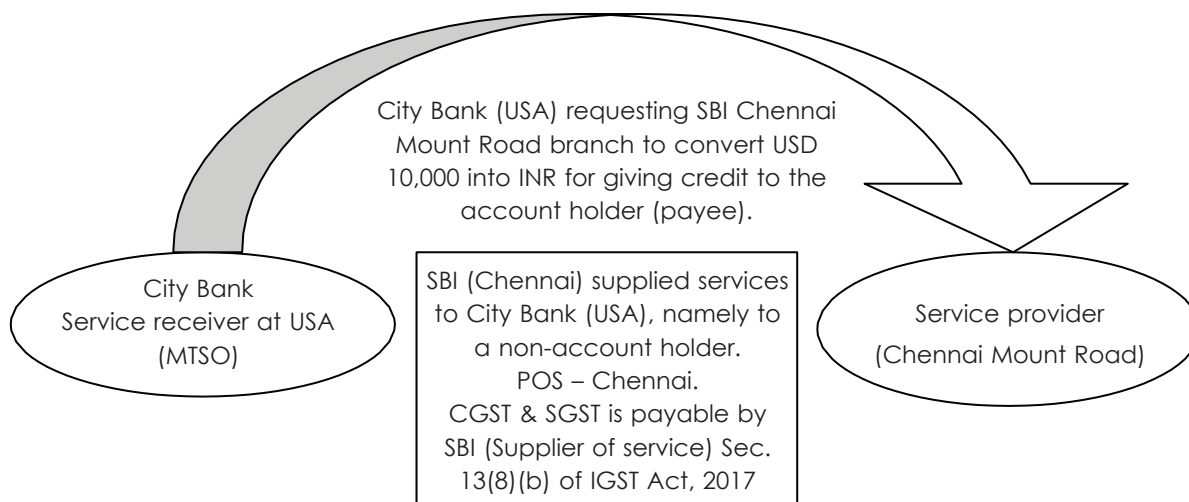 City Bank (USA) requesting SBI Chennai
Mount Road branch to convert USD
10,000 into INR for giving credit to the
account holder (payee).
City Bank
Service receiver at USA
(MTSO)
SBI (Chennai) supplied services
to City Bank (USA), namely to
a non-account holder.
POS – Chennai.
CGST & SGST is payable by
SBI (Supplier of service) Sec.
13(8)(b) of IGST Act, 2017
Service provider
(Chennai Mount Road)